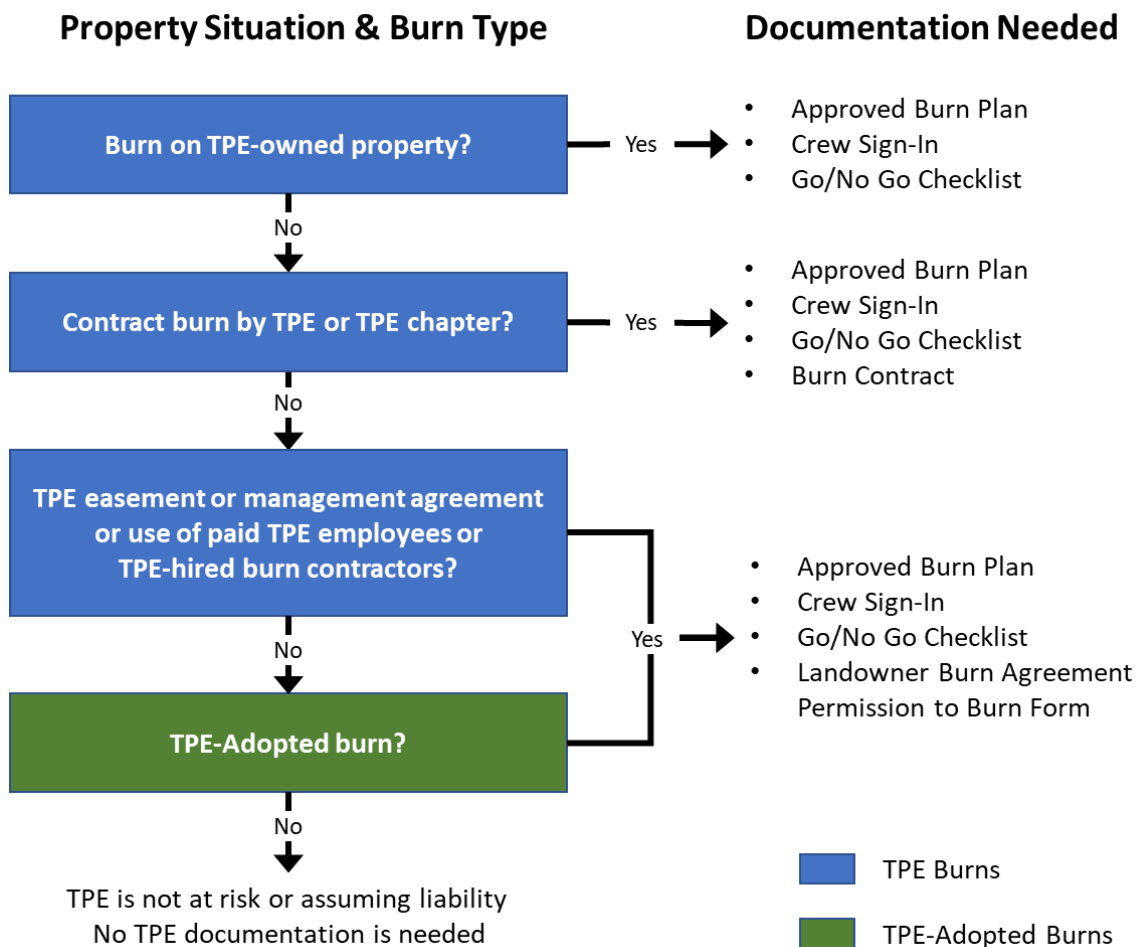 Property Situation & Burn Type
Documentation Needed
Burn on TPE-owned property?
Yes
• Approved Burn Plan
• Crew Sign-In
• Go/No Go Checklist
No
Contract burn by TPE or TPE chapter?
Yes
• Approved Burn Plan
• Crew Sign-In
• Go/No Go Checklist
• Burn Contract
No
TPE easement or management agreement
or use of paid TPE employees or
TPE-hired burn contractors?
No
TPE-Adopted burn?
Yes
• Approved Burn Plan
• Crew Sign-In
• Go/No Go Checklist
• Landowner Burn Agreement
Permission to Burn Form
No
TPE is not at risk or assuming liability
No TPE documentation is needed
TPE Burns
TPE-Adopted Burns